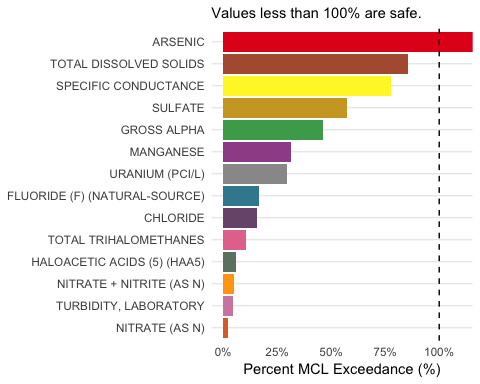 Values less than 100% are safe.
ARSENIC
TOTAL DISSOLVED SOLIDS
SPECIFIC CONDUCTANCE
SULFATE
GROSS ALPHA
MANGANESE
URANIUM (PCI/L)
FLUORIDE (F) (NATURAL-SOURCE)
CHLORIDE
TOTAL TRIHALOMETHANES
HALOACETIC ACIDS (5) (HAA5)
NITRATE + NITRITE (AS N)
TURBIDITY, LABORATORY
NITRATE (AS N)
0% 25% 50% 75% 100%
Percent MCL Exceedance (%)